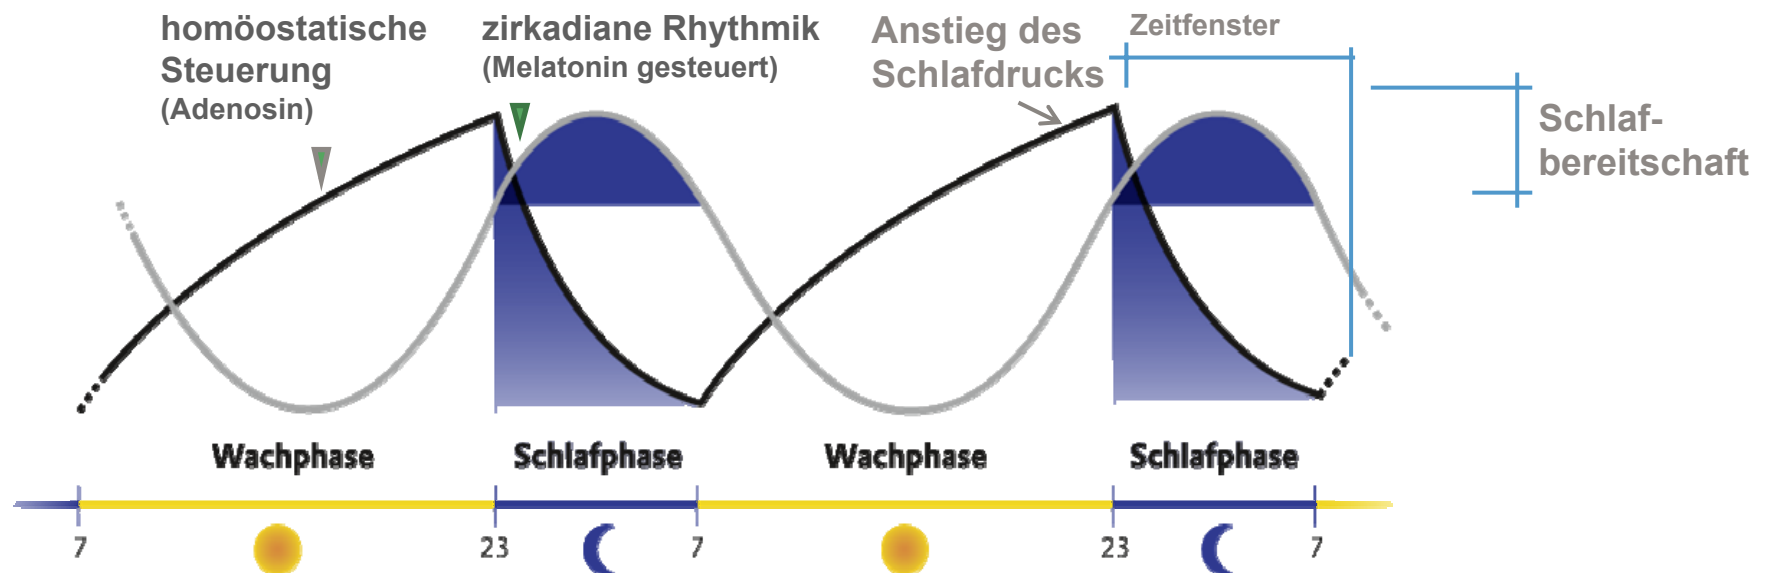 homöostatische
Steuerung
(Adenosin)
zirkadiane Rhythmik
(Melatonin gesteuert)
Anstieg des
Schlafdrucks
Zeitfenster
Schlaf-
bereitschaft
Wachphase
Schlafphase
Wachphase
Schlafphase
7 23 7 23 7